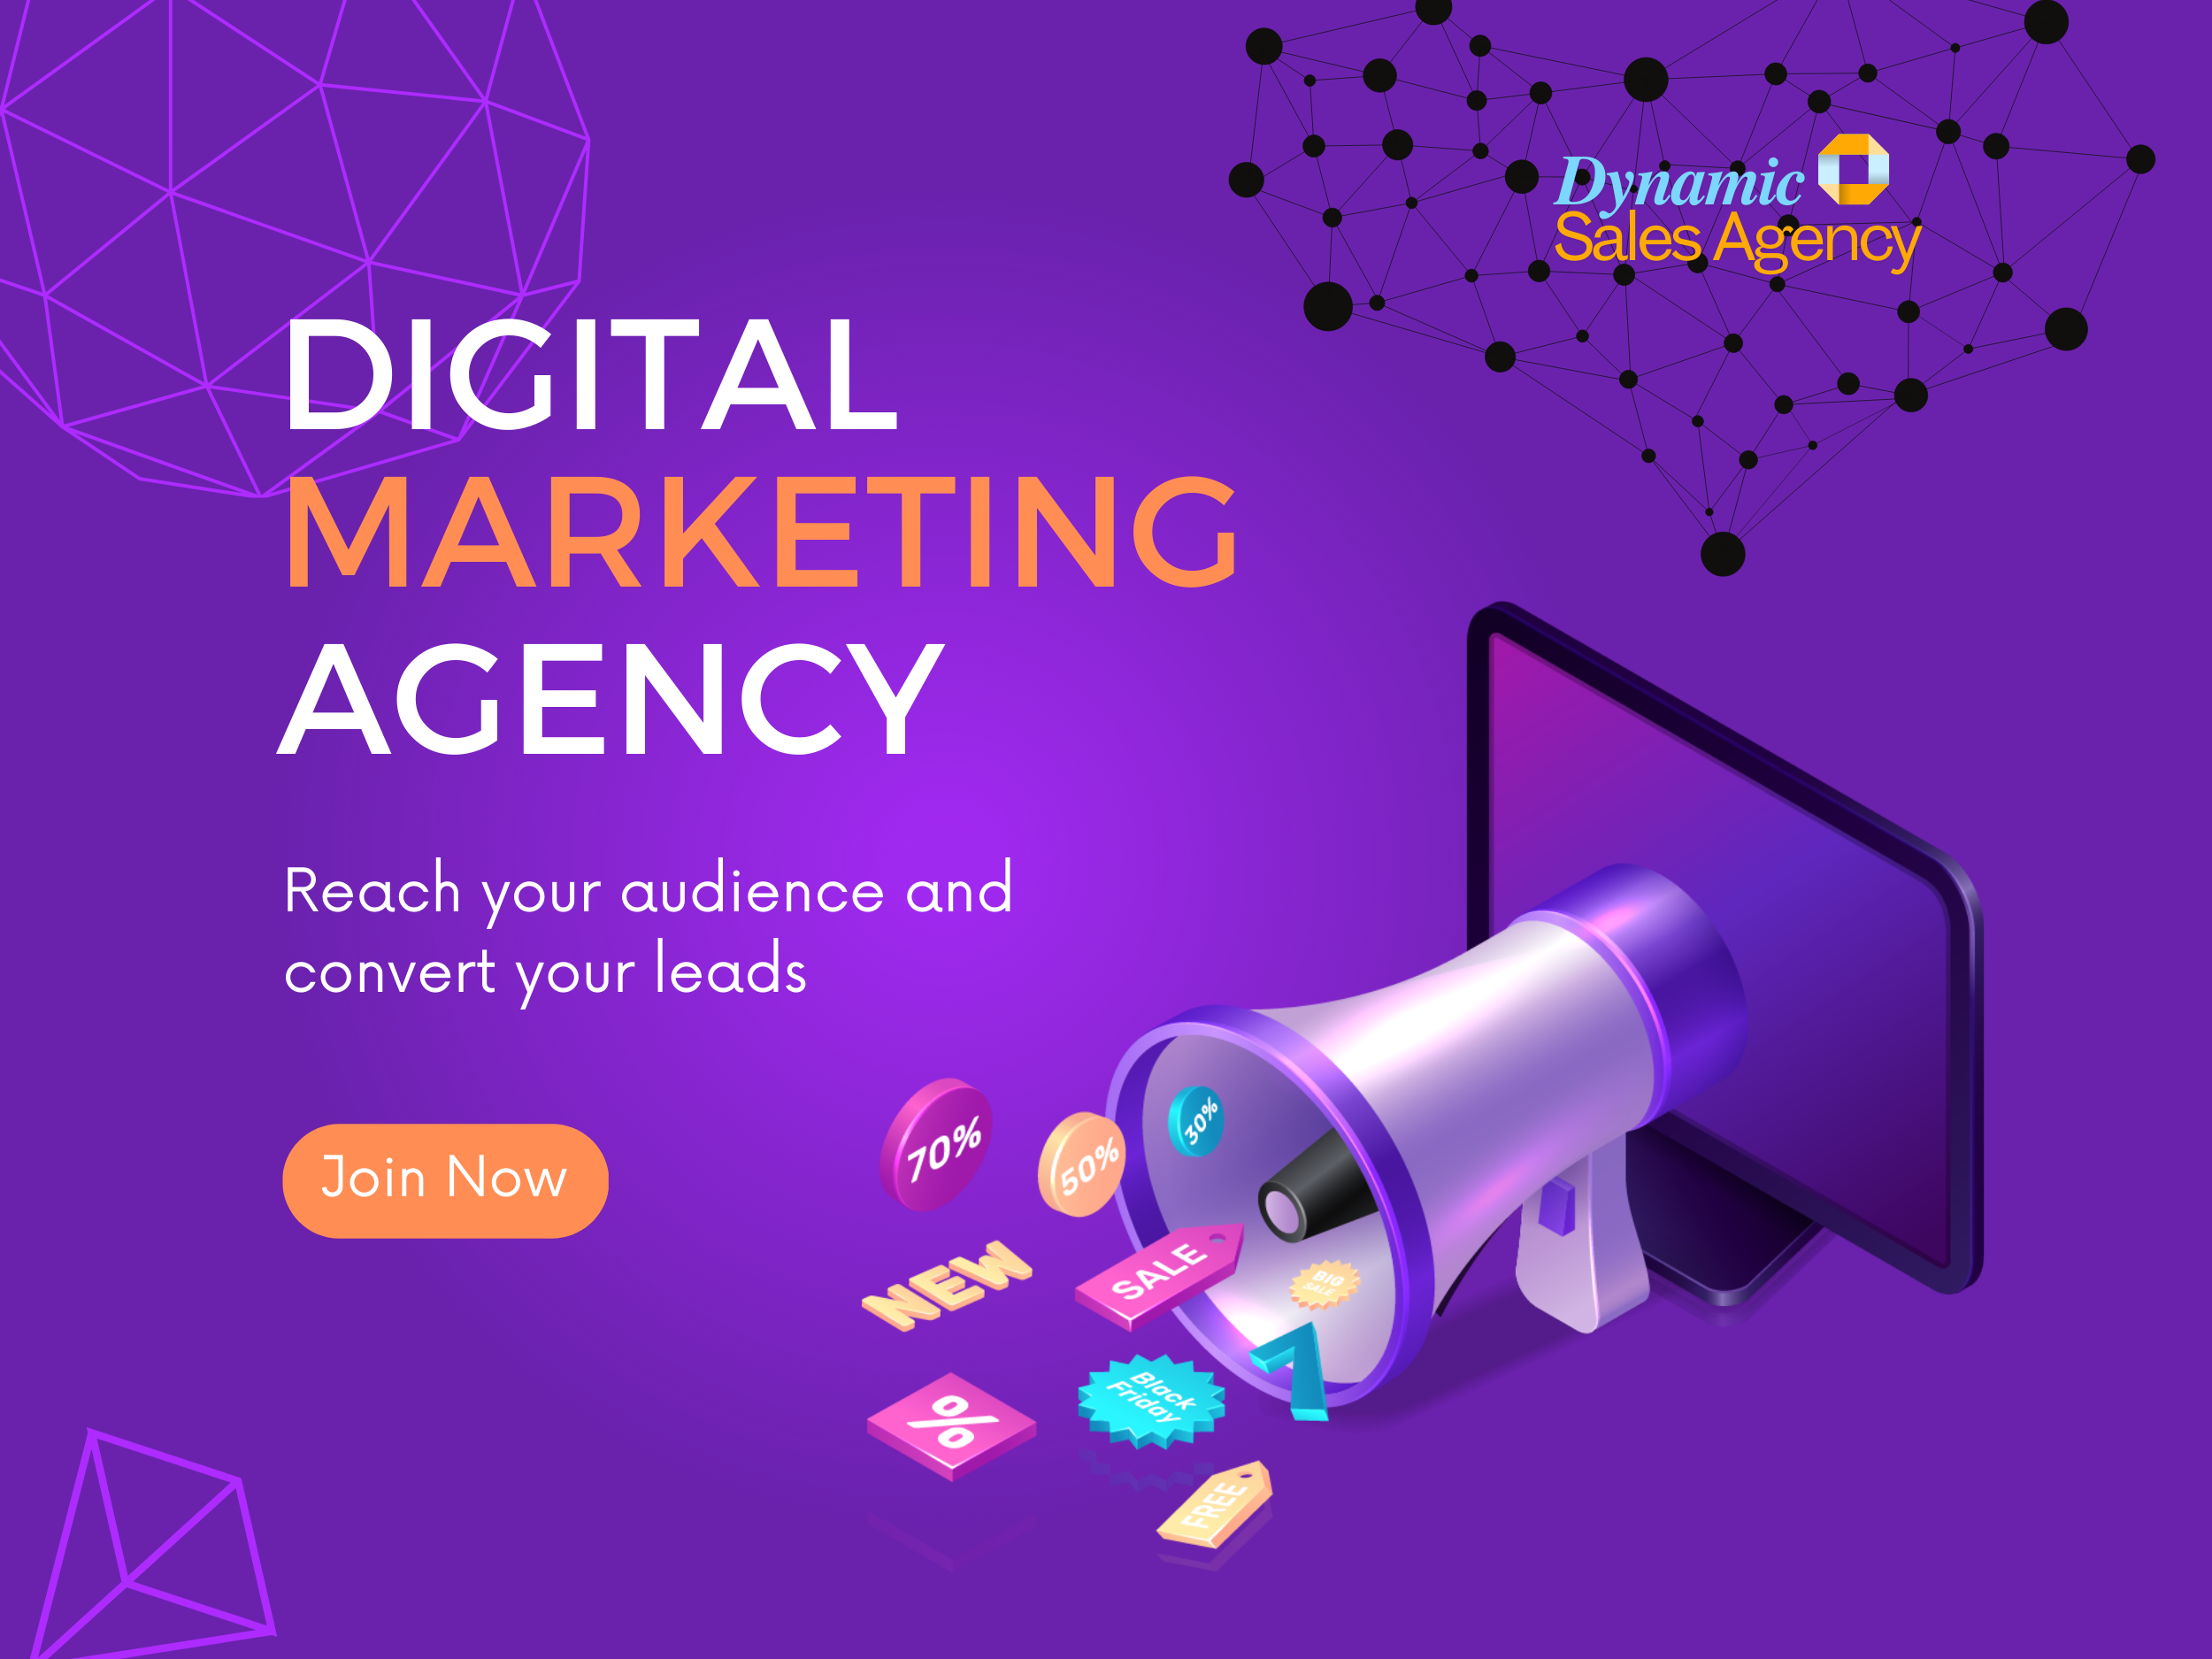 Dynamic
Sales Agency
DIGITAL
MARKETING
AGENCY
Reach your audience and
convert your leads
Join Now
70%
50%
30%
NEW
SALE
BIG
SALE
%
Black
Friday
FREE